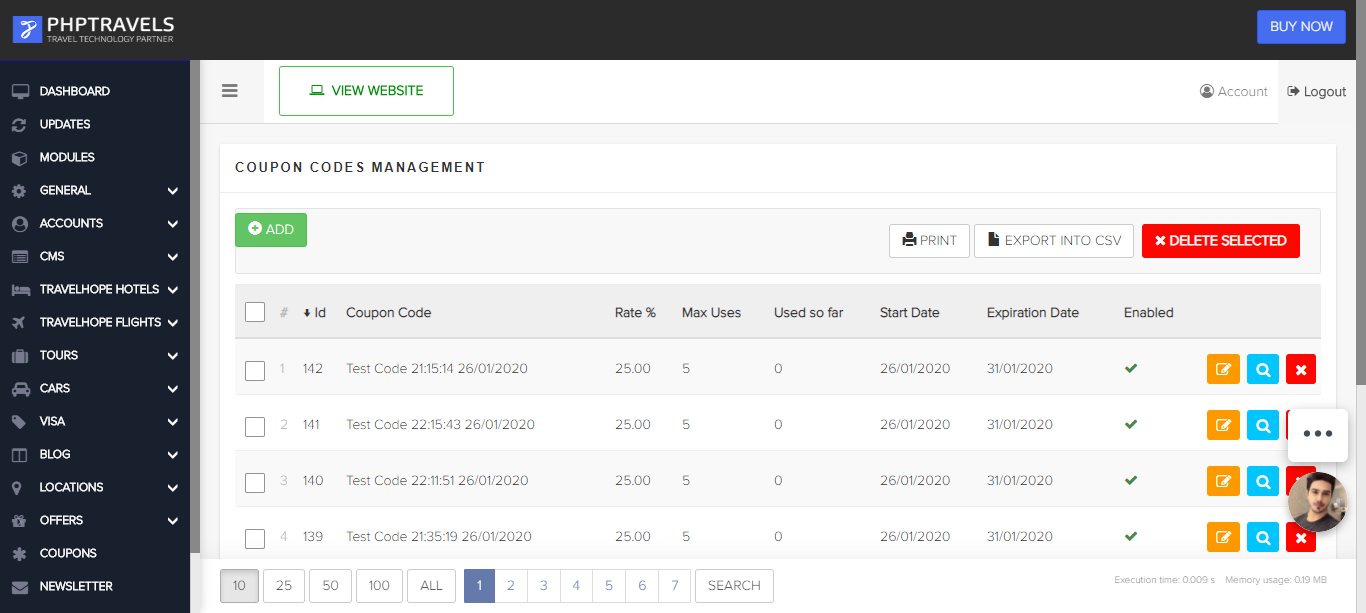 PHPTRAVELS
TRAVEL TECHNOLOGY PARTNER
BUY NOW
DASHBOARD
UPDATES
MODULES
GENERAL
ACCOUNTS
CMS
TRAVELHOPE HOTELS
TRAVELHOPE FLIGHTS
TOURS
CARS
VISA
BLOG
LOCATIONS
OFFERS
COUPONS
NEWSLETTER
VIEW WEBSITE
Account
Logout
COUPON CODES MANAGEMENT
ADD
PRINT
EXPORT INTO CSV
DELETE SELECTED
# Id Coupon Code Rate % Max Uses Used so far Start Date Expiration Date Enabled
1 142 Test Code 21:15:14 26/01/2020 25.00 5 0 26/01/2020 31/01/2020
2 141 Test Code 22:15:43 26/01/2020 25.00 5 0 26/01/2020 31/01/2020
3 140 Test Code 22:11:51 26/01/2020 25.00 5 0 26/01/2020 31/01/2020
4 139 Test Code 21:35:19 26/01/2020 25.00 5 0 26/01/2020 31/01/2020
10 25 50 100 ALL 1 2 3 4 5 6 7 SEARCH
Execution time: 0.009 s Memory usage: 0.19 MB